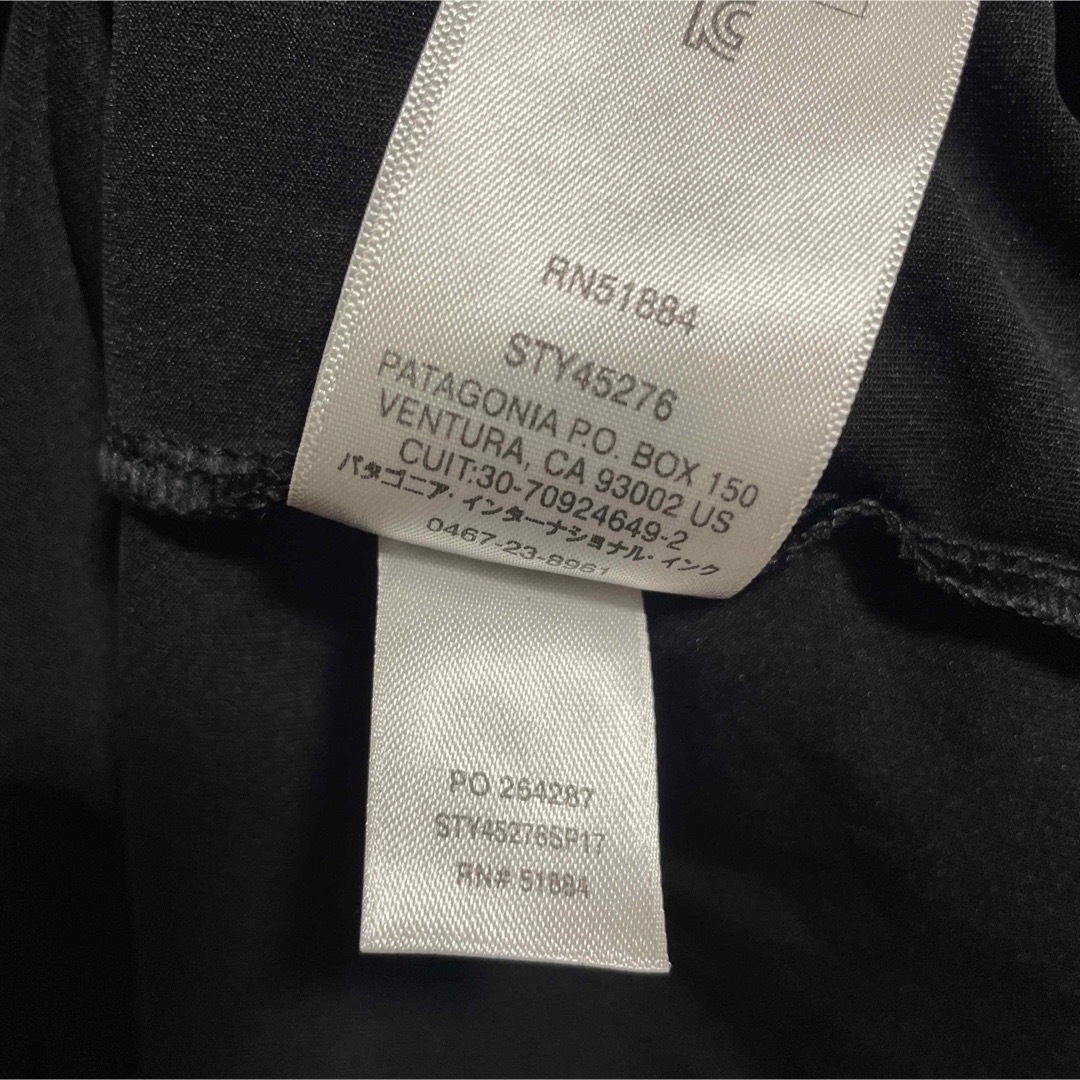 RN51884
STY45276
PATAGONIA P.O. BOX 150
VENTURA, CA 93002 US
CUIT:30-70924649-2
パタゴニア・インターナショナル・インク
0467-23-8961
PO 264287
STY45276SP17
RN# 51884